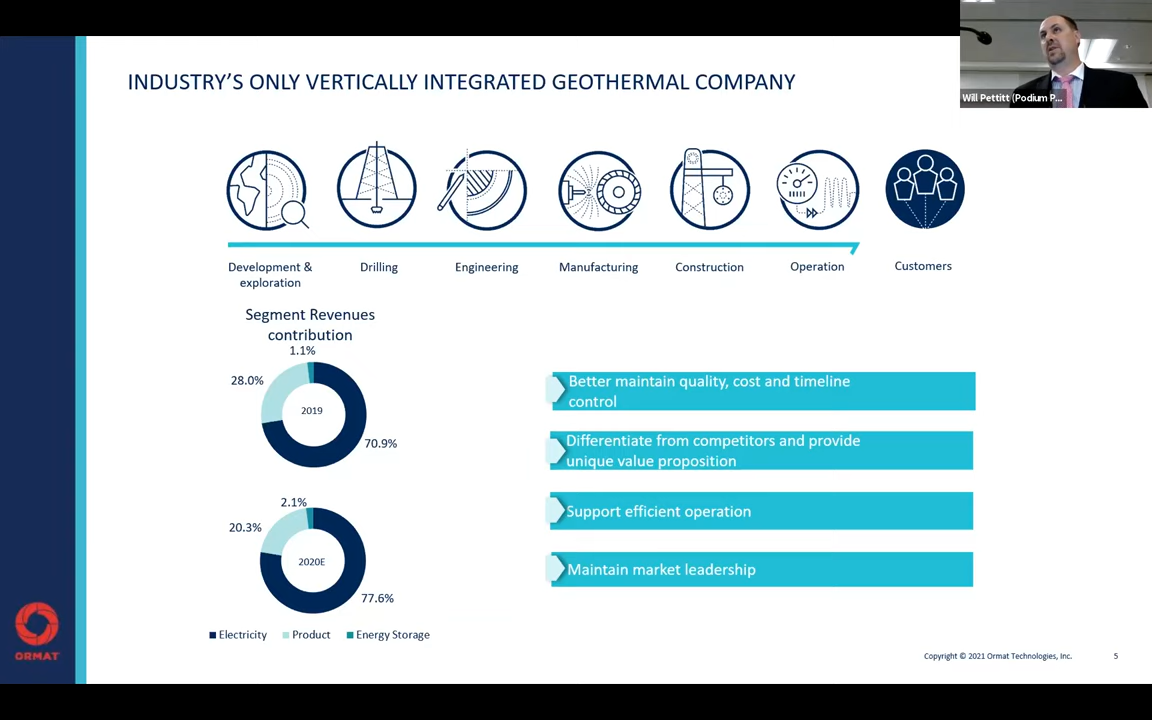 Will Pettitt (Podium P...
INDUSTRY'S ONLY VERTICALLY INTEGRATED GEOTHERMAL COMPANY
Development &
exploration
Drilling
Engineering
Manufacturing
Construction
Operation
Customers
Segment Revenues
contribution
1.1%
28.0%
2019
70.9%
2.1%
20.3%
2020E
77.6%
Electricity
Product
Energy Storage
Better maintain quality, cost and timeline
control
Differentiate from competitors and provide
unique value proposition
Support efficient operation
Maintain market leadership
ORMAT
Copyright © 2021 Ormat Technologies, Inc.
5